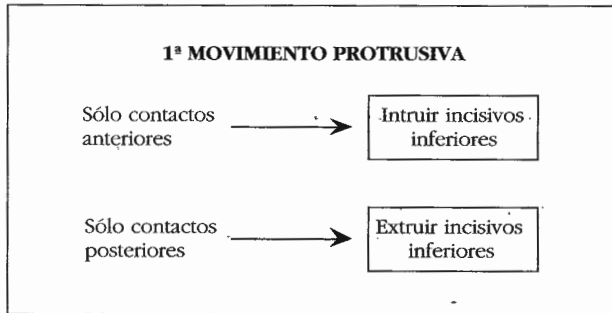 1ª MOVIMIENTO PROTRUSIVA
Sólo contactos
anteriores
Intruir incisivos
inferiores
Sólo contactos
posteriores
Extruir incisivos
inferiores